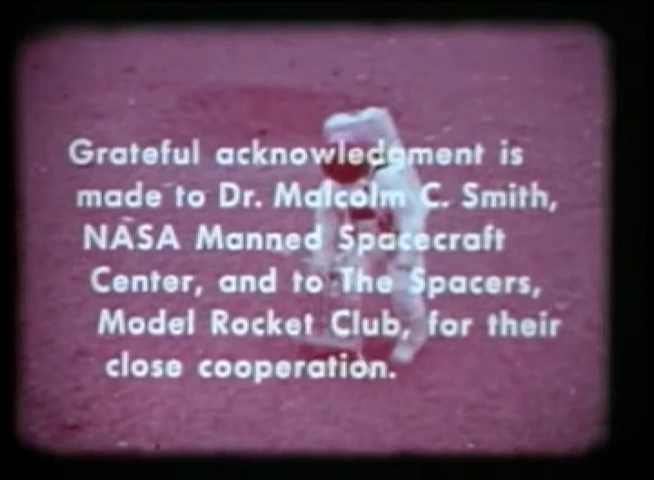 Grateful acknowledgment is
made to Dr. Malcolm C. Smith,
NASA Manned Spacecraft
Center, and to The Spacers,
Model Rocket Club, for their
close cooperation.